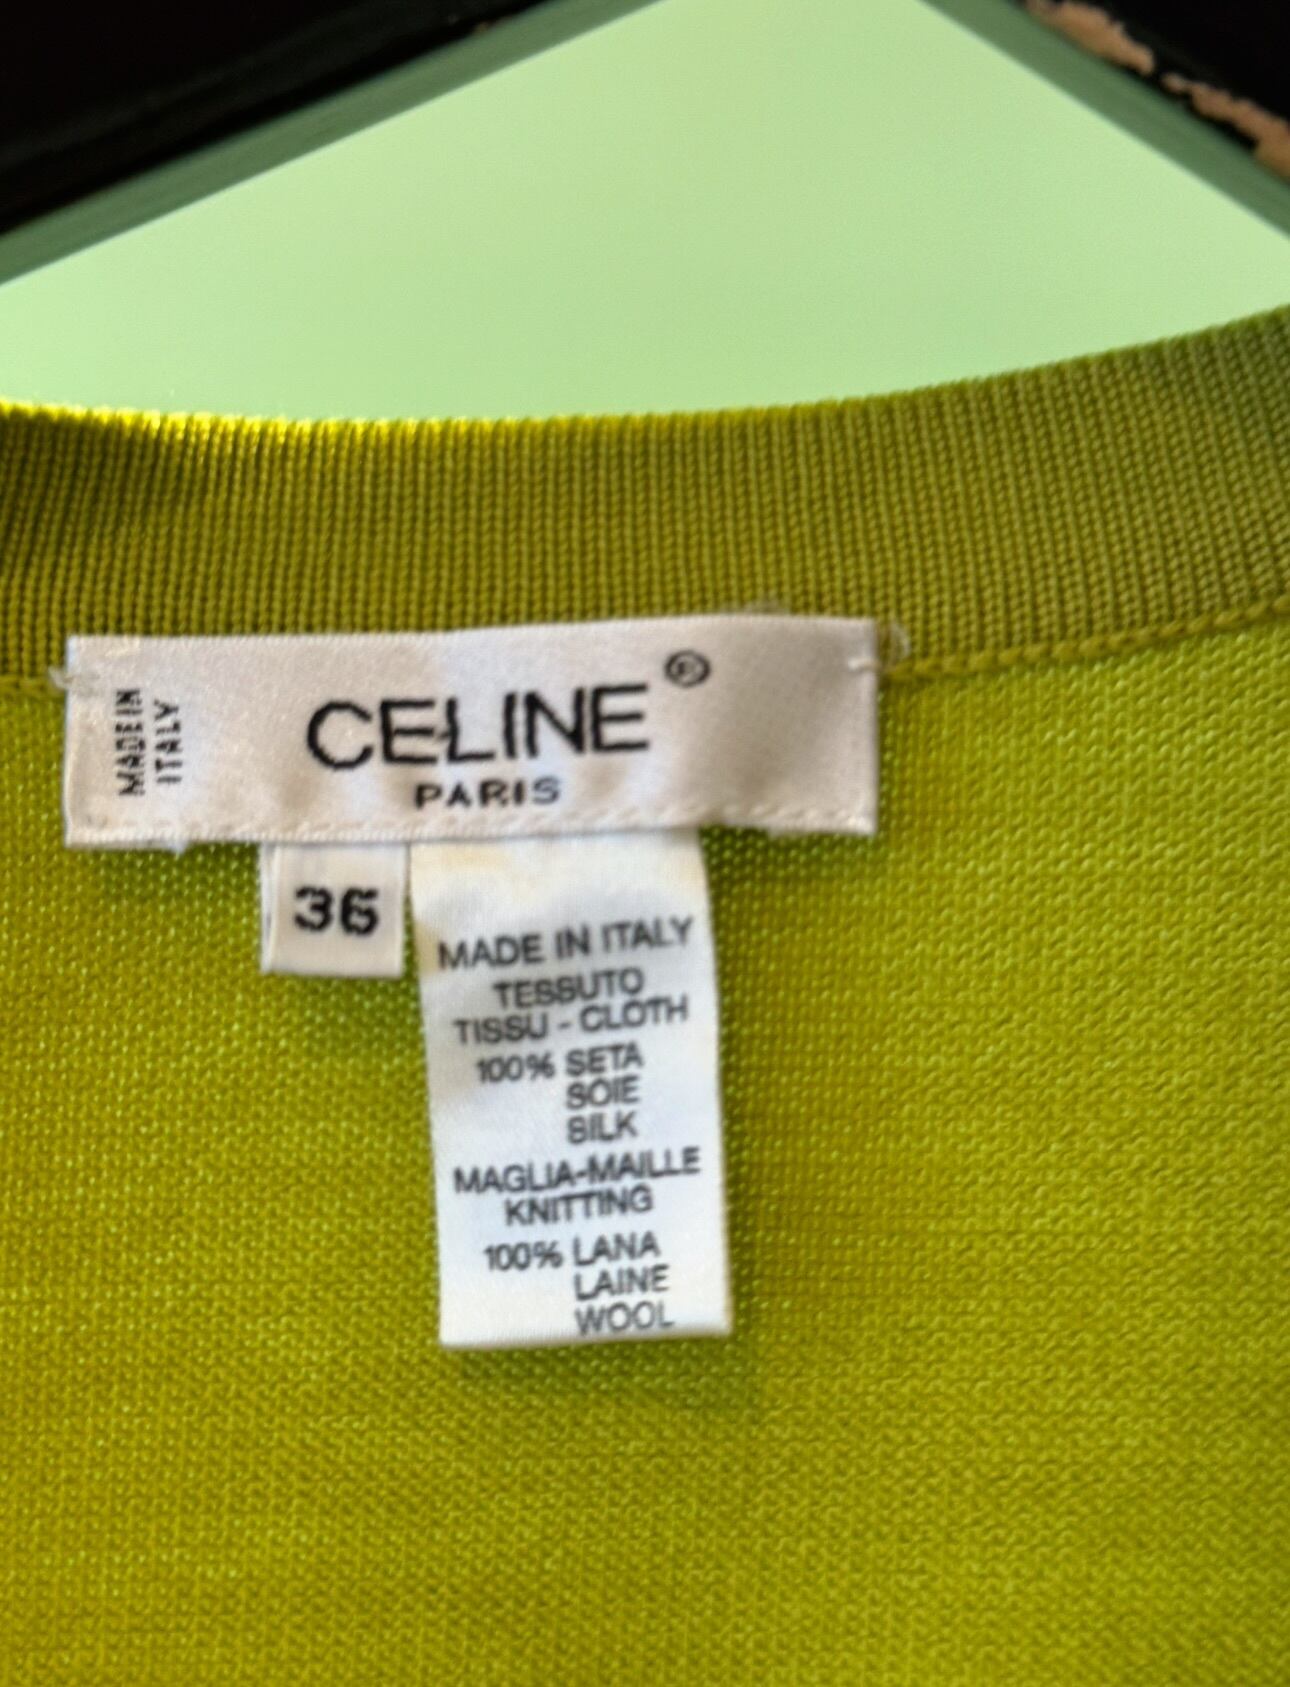 MADE IN
ITALY
CELINE ®
PARIS
36
MADE IN ITALY
TESSUTO
TISSU - CLOTH
100% SETA
SOIE
SILK
MAGLIA-MAILLE
KNITTING
100% LANA
LAINE
WOOL